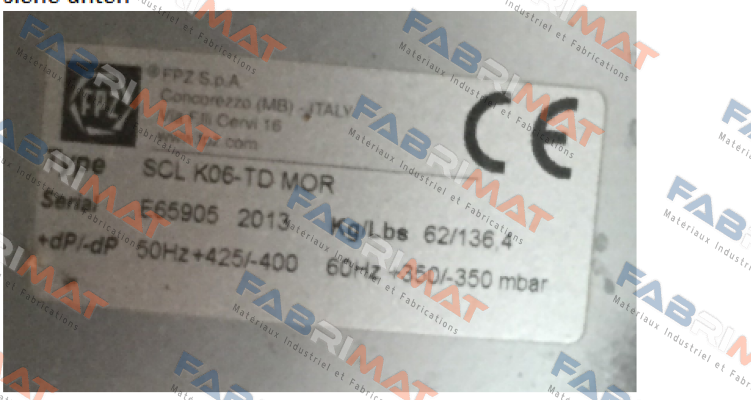 FPZ
® FPZ S.p.A.
Concorezzo (MB) - ITALY
Via F.lli Cervi 16
www.fpz.com
CE
Type SCL K06-TD MOR
Serial E65905 2013 Kg/Lbs 62/136,4
+dP/-dP 50Hz+425/-400 60Hz +350/-350 mbar
FABRIMAT
Matériaux Industriel et Fabrications